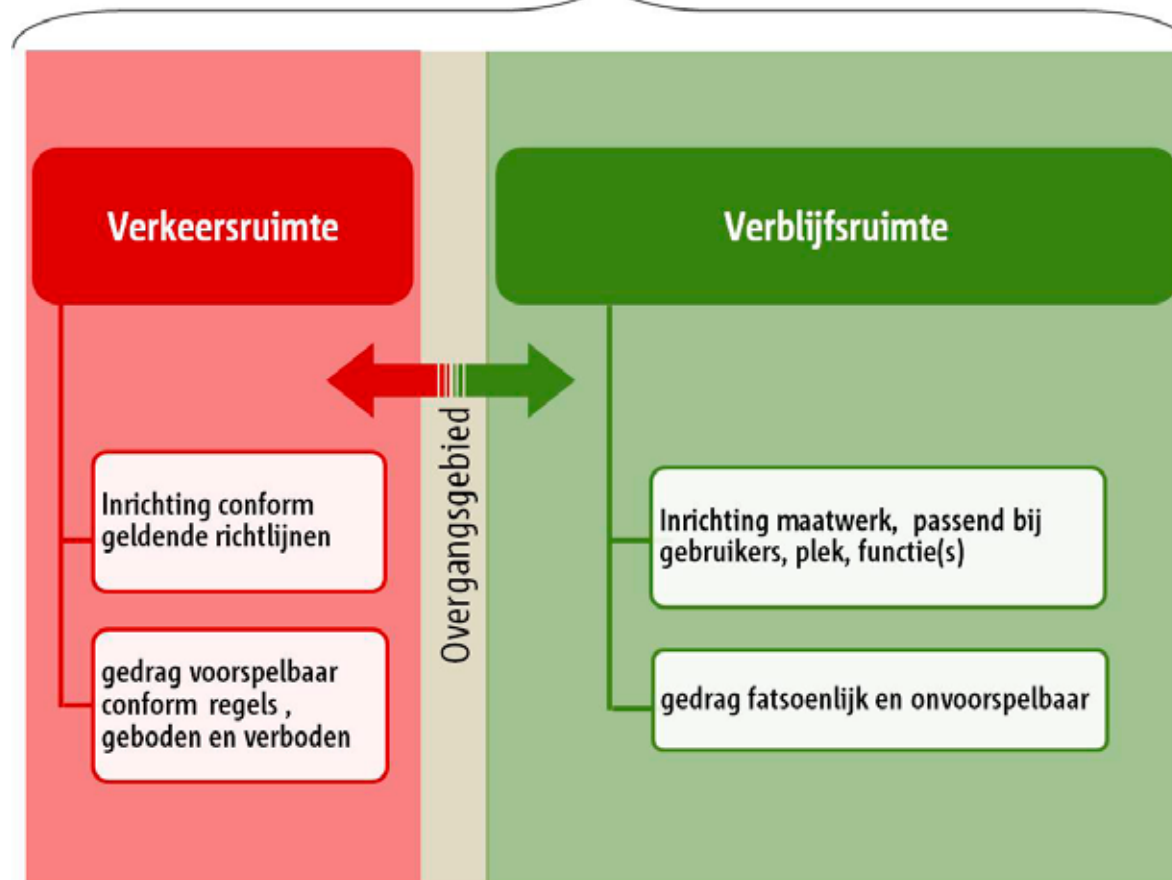 Verkeersruimte
Inrichting conform
geldende richtlijnen
gedrag voorspelbaar
conform regels ,
geboden en verboden
Overgangsgebied
Verblijfsruimte
Inrichting maatwerk, passend bij
gebruikers, plek, functie(s)
gedrag fatsoenlijk en onvoorspelbaar